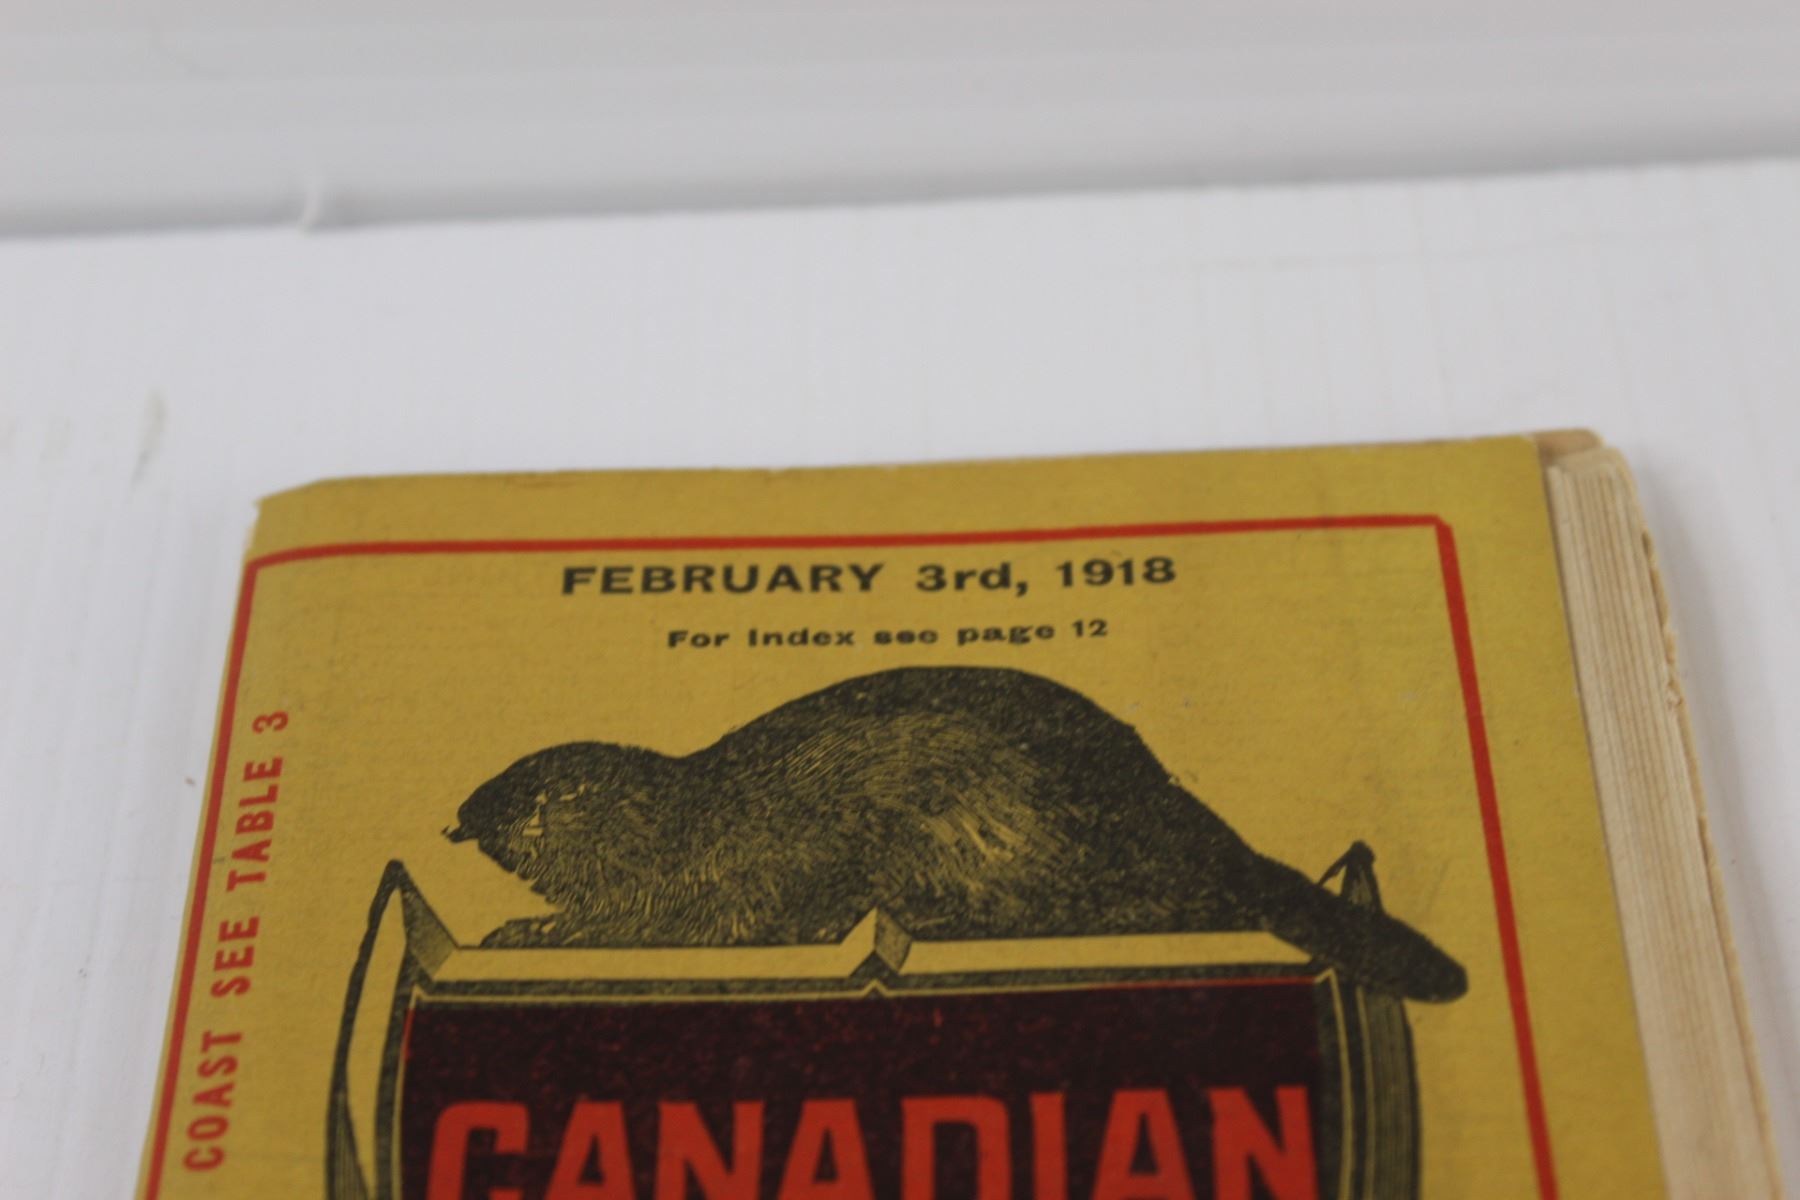 FEBRUARY 3rd, 1918
For Index see page 12
COAST SEE TABLE 3
CANADIAN